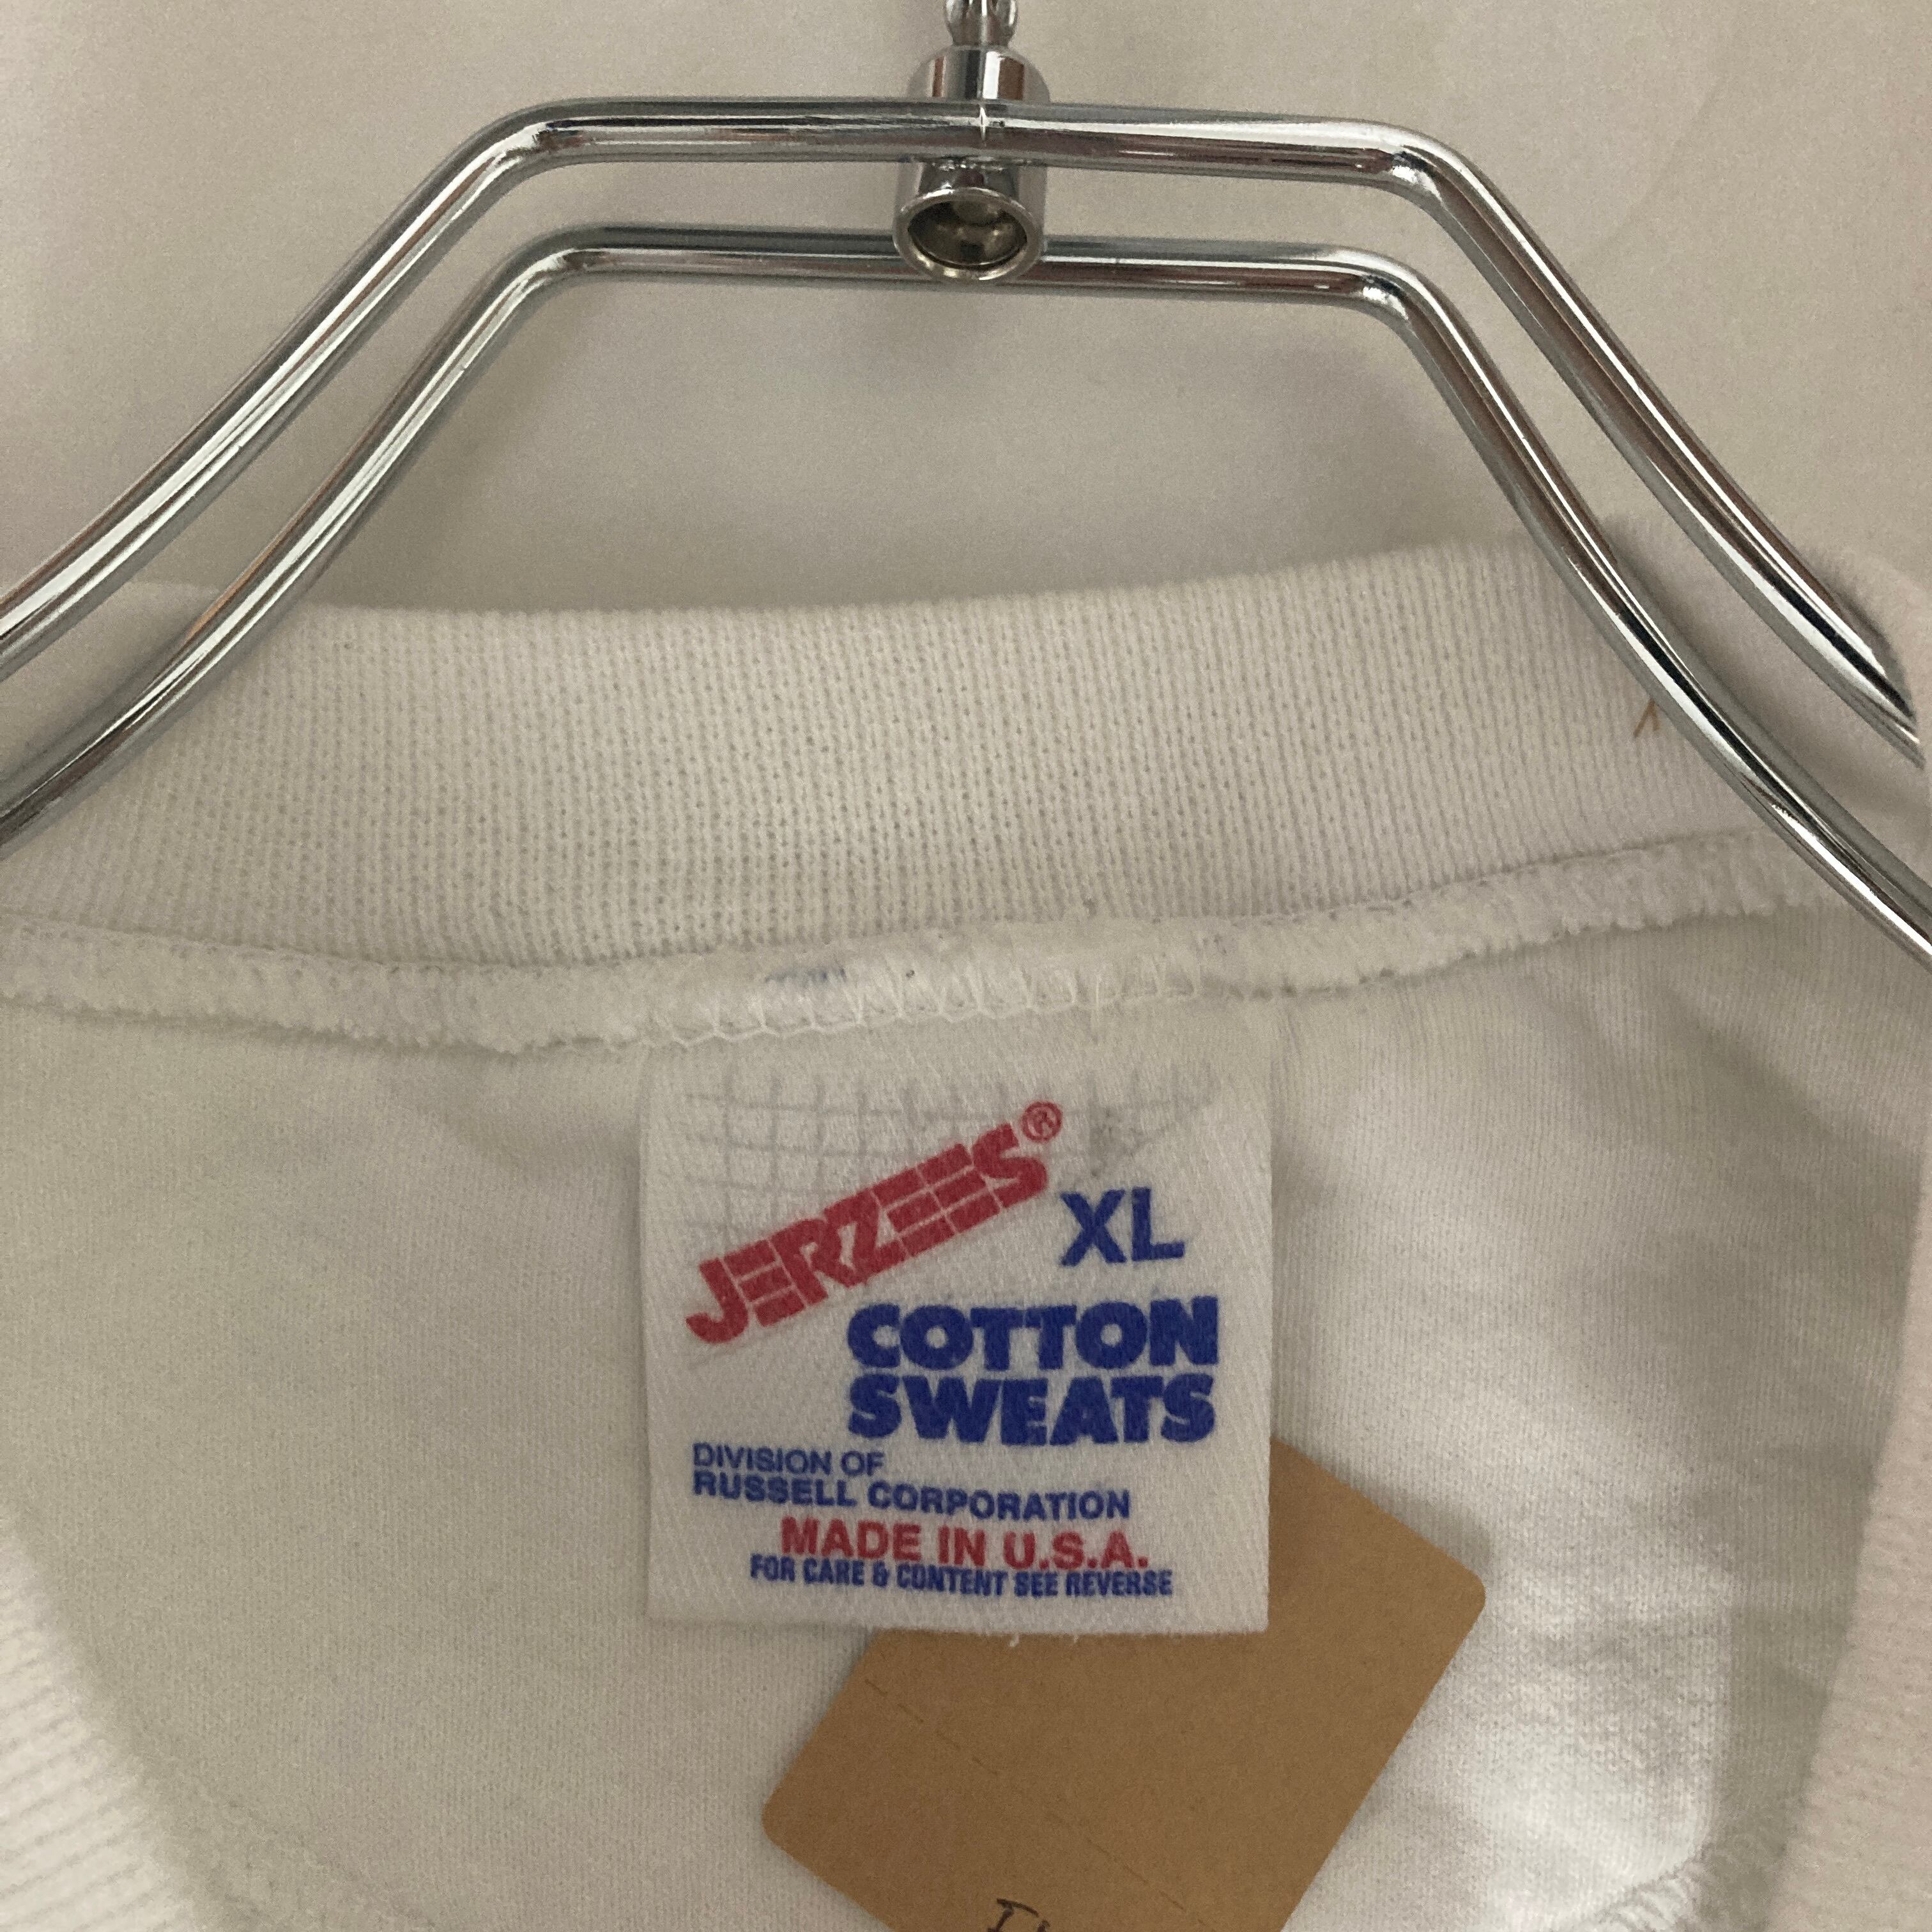 JERZEES®
XL
COTTON
SWEATS
DIVISION OF
RUSSELL CORPORATION
MADE IN U.S.A.
FOR CARE & CONTENT SEE REVERSE